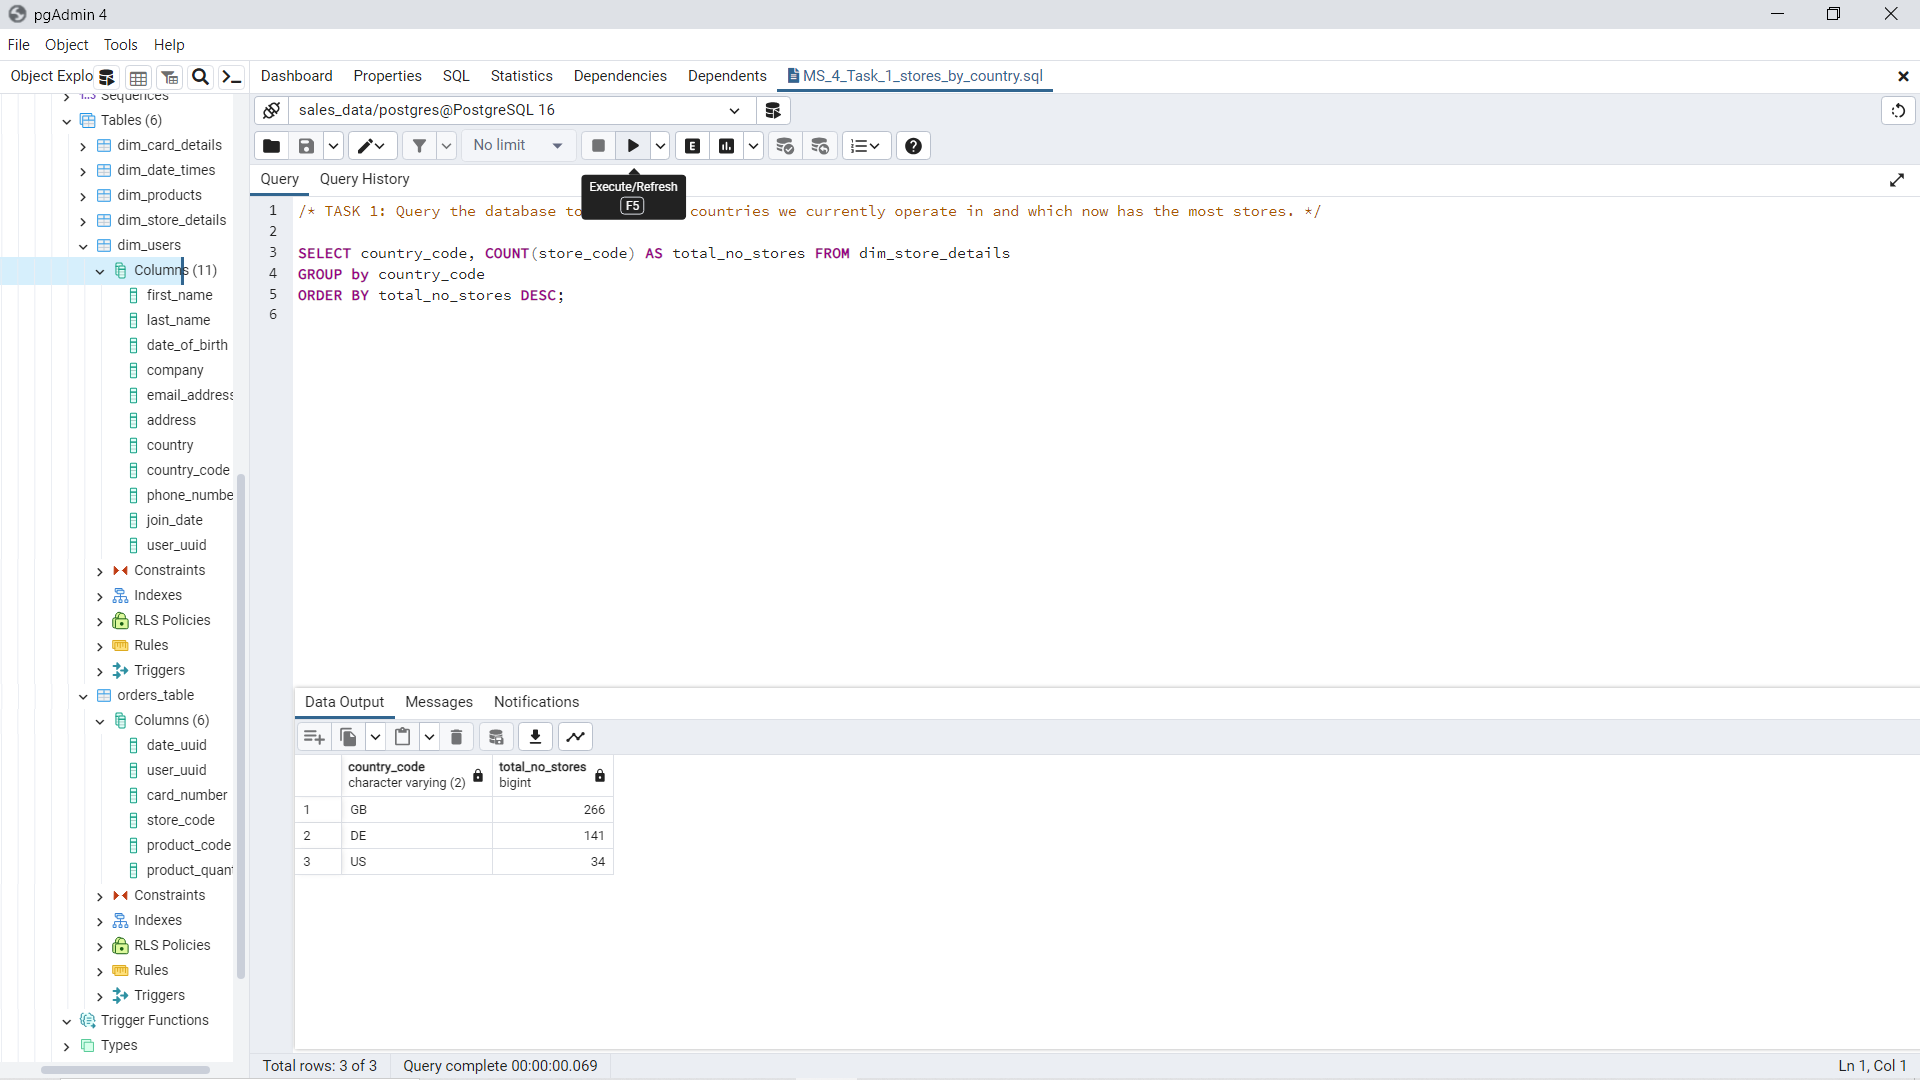 pgAdmin 4
File Object Tools Help
Object Explo
Dashboard Properties SQL Statistics Dependencies Dependents MS_4_Task_1_stores_by_country.sql
sales_data/postgres@PostgreSQL 16
No limit
E
Query Query History
Execute/Refresh
F5
1 /* TASK 1: Query the database to countries we currently operate in and which now has the most stores. */
2
3 SELECT country_code, COUNT(store_code) AS total_no_stores FROM dim_store_details
4 GROUP by country_code
5 ORDER BY total_no_stores DESC;
6
1..3 Sequences
Tables (6)
dim_card_details
dim_date_times
dim_products
dim_store_details
dim_users
Columns (11)
first_name
last_name
date_of_birth
company
email_address
address
country
country_code
phone_numbe
join_date
user_uuid
Constraints
Indexes
RLS Policies
Rules
Triggers
orders_table
Columns (6)
date_uuid
user_uuid
card_number
store_code
product_code
product_quant
Constraints
Indexes
RLS Policies
Rules
Triggers
Trigger Functions
Types
Data Output Messages Notifications
country_code total_no_stores
character varying (2) bigint
1 GB 266
2 DE 141
3 US 34
Total rows: 3 of 3 Query complete 00:00:00.069 Ln 1, Col 1